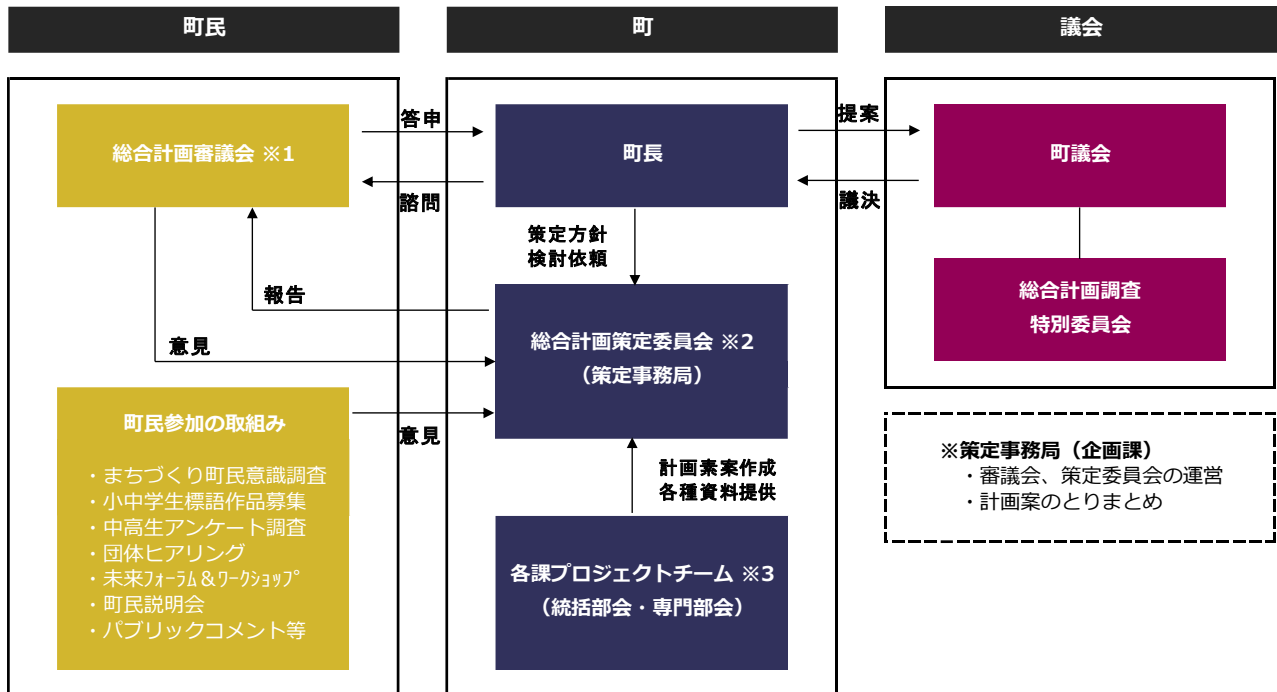 町民
町
議会
総合計画審議会 ※1
答申
諮問
町長
提案
議決
町議会
策定方針
検討依頼
総合計画調査
特別委員会
報告
意見
総合計画策定委員会 ※2
（策定事務局）
町民参加の取組み
・まちづくり町民意識調査
・小中学生標語作品募集
・中高生アンケート調査
・団体ヒアリング
・未来ﾌｫｰﾗﾑ＆ﾜｰｸｼｮｯﾌﾟ
・町民説明会
・パブリックコメント等
意見
計画素案作成
各種資料提供
各課プロジェクトチーム ※3
（統括部会・専門部会）
※策定事務局（企画課）
・審議会、策定委員会の運営
・計画案のとりまとめ